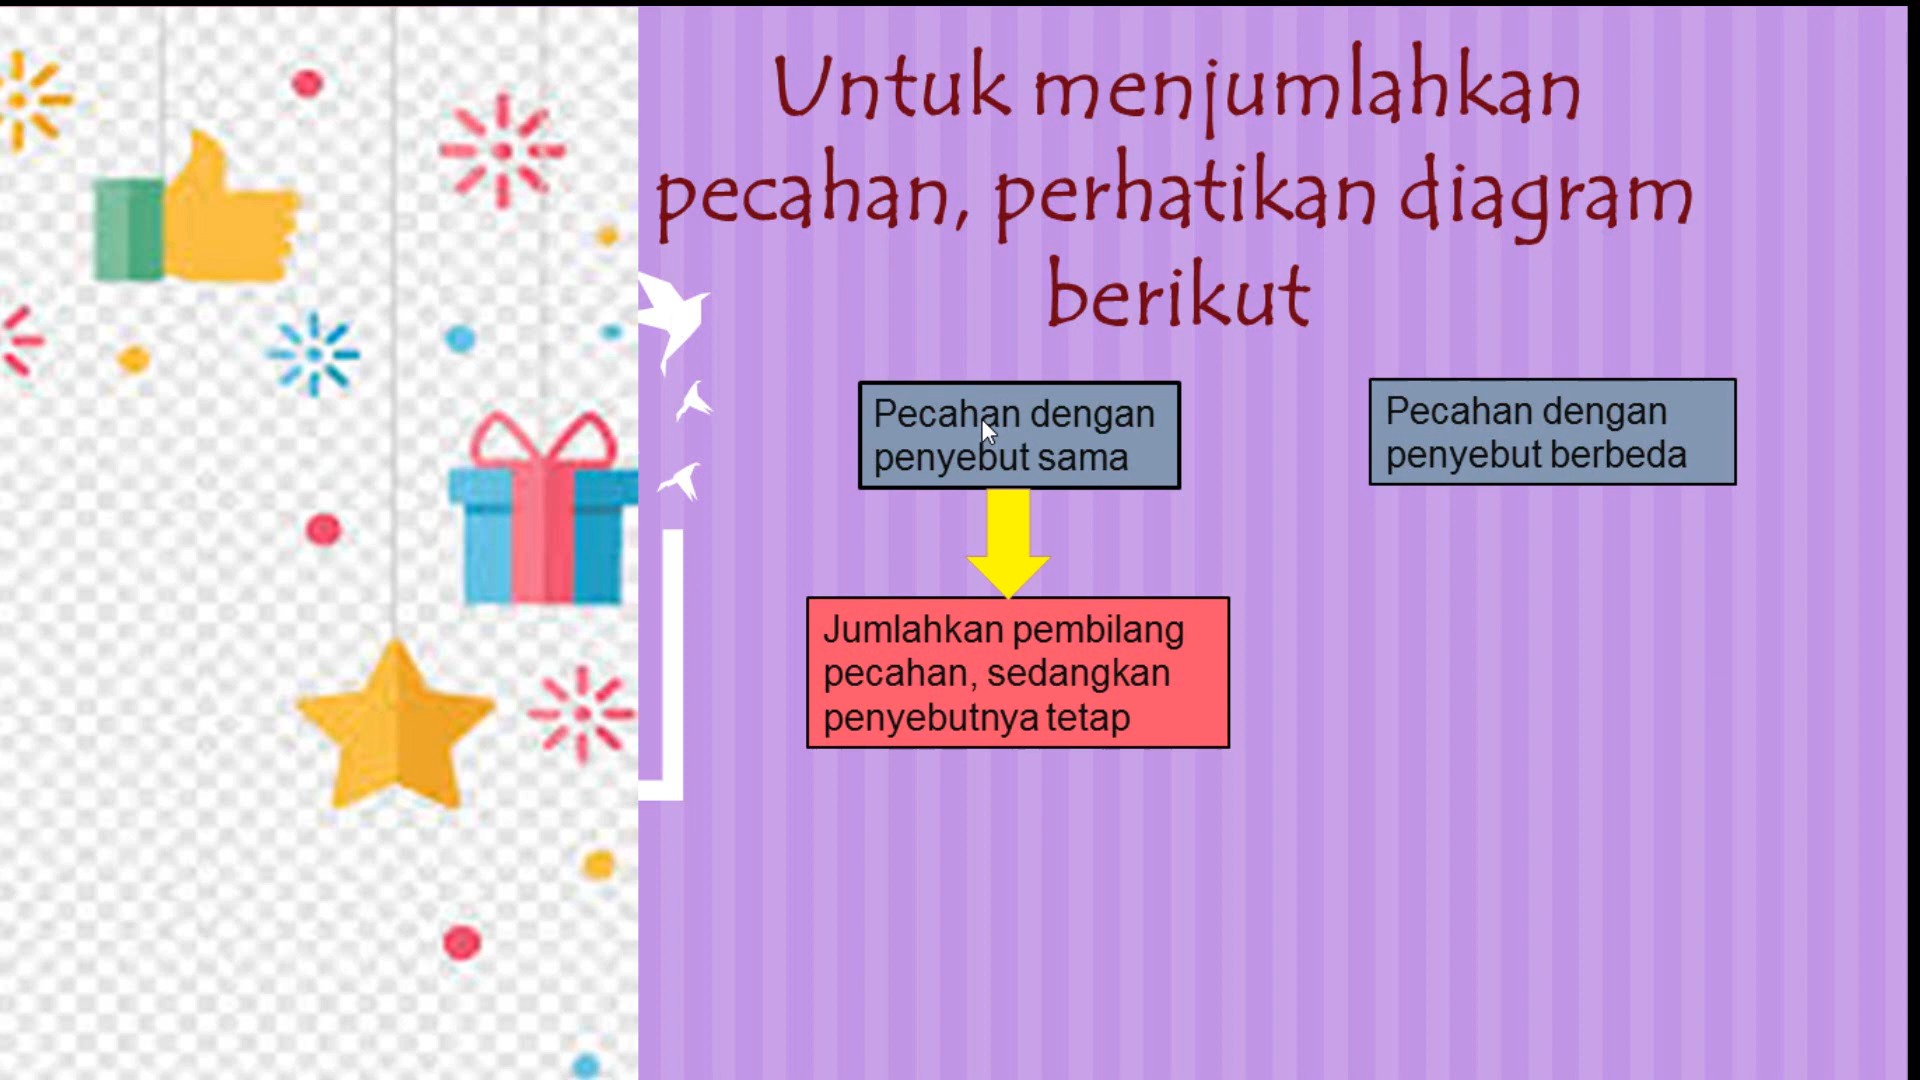 Untuk menjumlahkan
pecahan, perhatikan diagram
berikut
Pecahan dengan
penyebut sama
Pecahan dengan
penyebut berbeda
Jumlahkan pembilang
pecahan, sedangkan
penyebutnya tetap